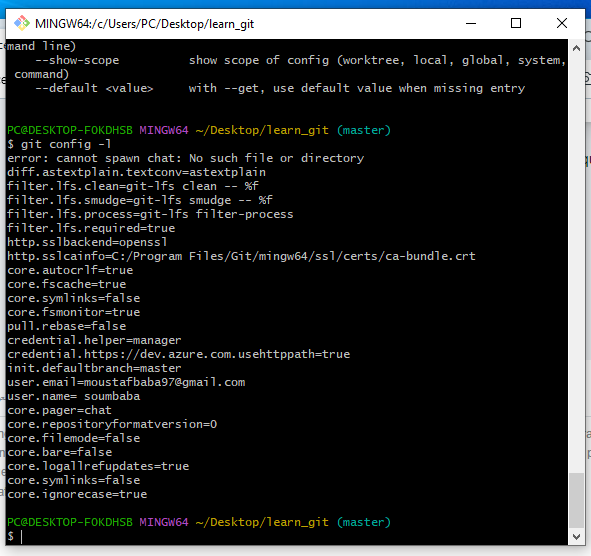 MINGW64:/c/Users/PC/Desktop/learn_git
mand line)
    --show-scope          show scope of config (worktree, local, global, system,
 command)
    --default <value>     with --get, use default value when missing entry
PC@DESKTOP-F0KDHSB MINGW64 ~/Desktop/learn_git (master)
$ git config -l
error: cannot spawn chat: No such file or directory
diff.astextplain.textconv=astextplain
filter.lfs.clean=git-lfs clean -- %f
filter.lfs.smudge=git-lfs smudge -- %f
filter.lfs.process=git-lfs filter-process
filter.lfs.required=true
http.sslbackend=openssl
http.sslcainfo=C:/Program Files/Git/mingw64/ssl/certs/ca-bundle.crt
core.autocrlf=true
core.fscache=true
core.symlinks=false
core.fsmonitor=true
pull.rebase=false
credential.helper=manager
credential.https://dev.azure.com.usehttppath=true
init.defaultbranch=master
user.email=moustafbaba97@gmail.com
user.name= soumbaba
core.pager=chat
core.repositoryformatversion=0
core.filemode=false
core.bare=false
core.logallrefupdates=true
core.symlinks=false
core.ignorecase=true
PC@DESKTOP-F0KDHSB MINGW64 ~/Desktop/learn_git (master)
$